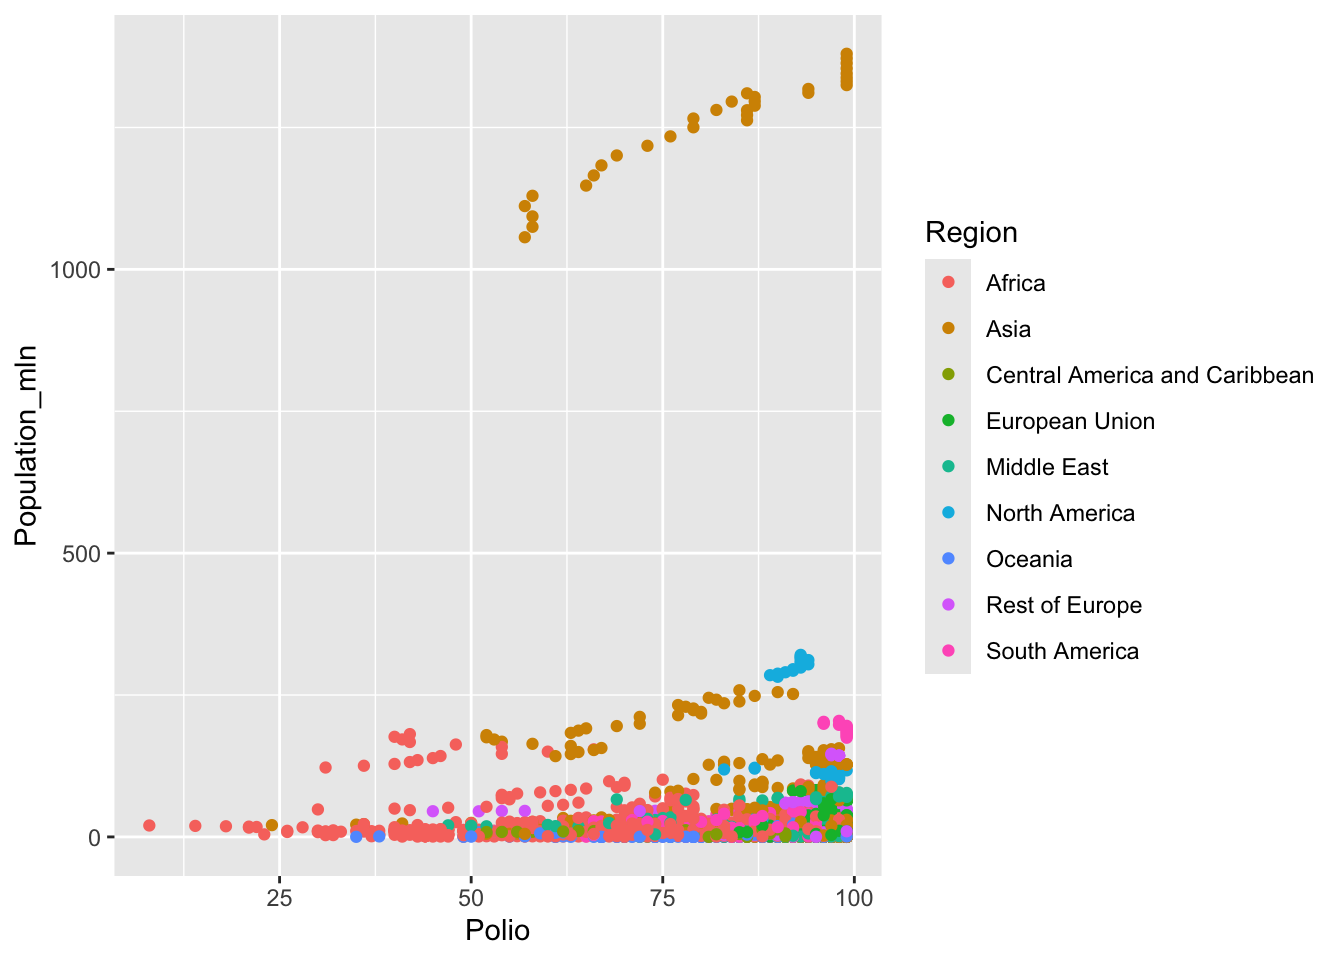 1000
500
0
Population_mln
25 50 75 100
Polio
Region
Africa
Asia
Central America and Caribbean
European Union
Middle East
North America
Oceania
Rest of Europe
South America